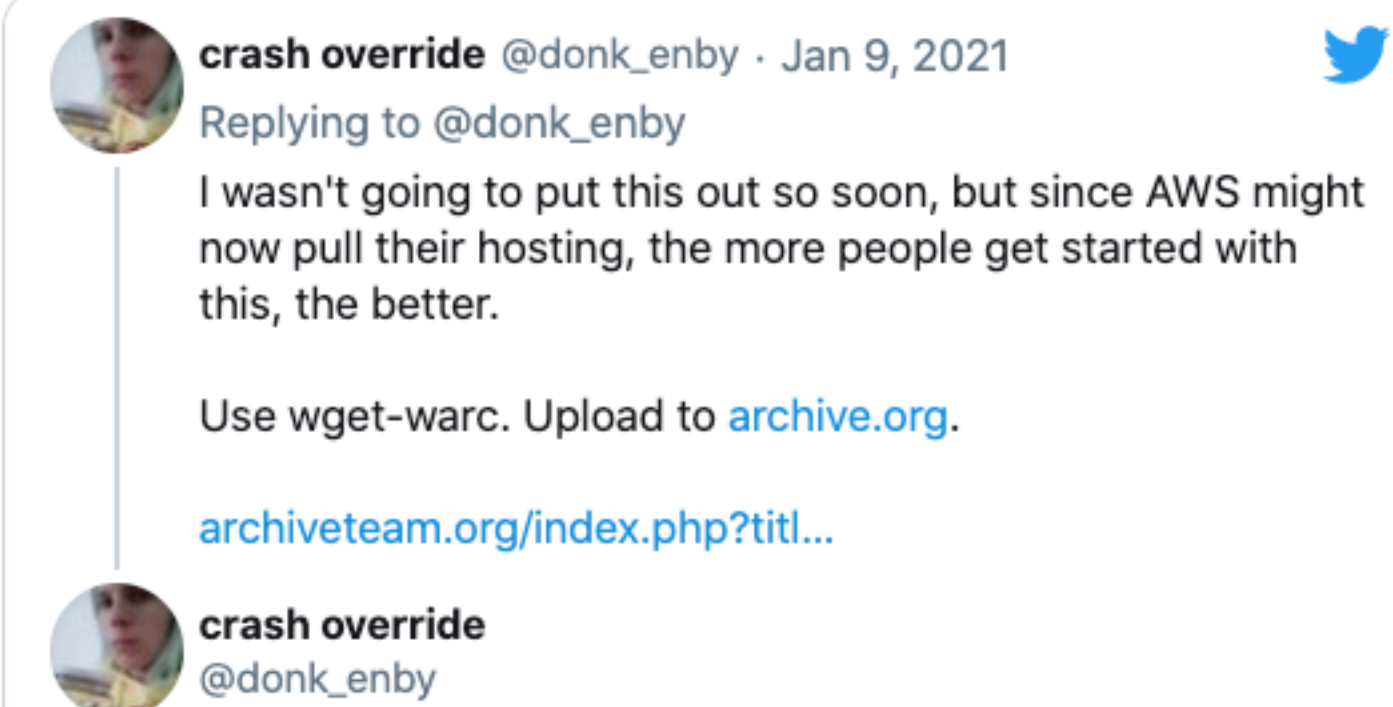 crash override @donk_enby · Jan 9, 2021
Replying to @donk_enby
I wasn't going to put this out so soon, but since AWS might
now pull their hosting, the more people get started with
this, the better.
Use wget-warc. Upload to archive.org.
archiveteam.org/index.php?titl...
crash override
@donk_enby